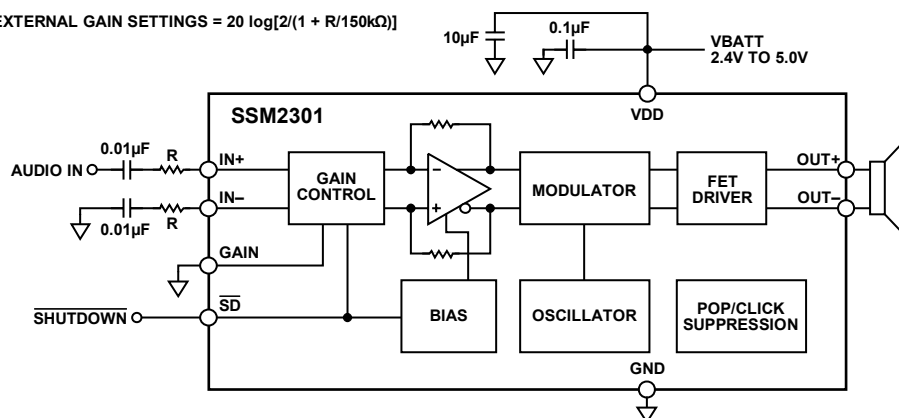 EXTERNAL GAIN SETTINGS = 20 log[2/(1 + R/150kΩ)]
10µF
0.1µF
VBATT
2.4V TO 5.0V
SSM2301
VDD
0.01µF
R
AUDIO IN
IN+
IN–
0.01µF
R
GAIN
CONTROL
MODULATOR
FET
DRIVER
OUT+
OUT–
GAIN
SHUTDOWN
SD
BIAS
OSCILLATOR
POP/CLICK
SUPPRESSION
GND